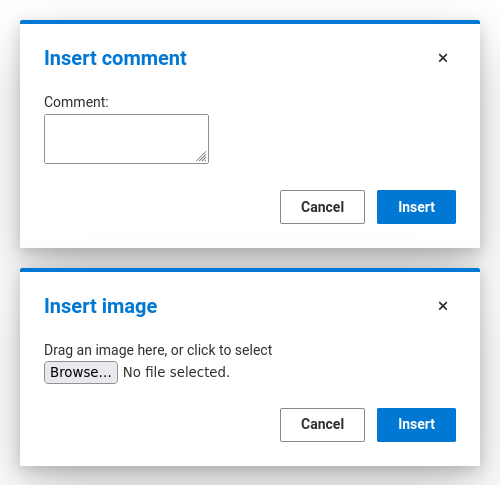 Insert comment ×
Comment:
Cancel Insert
Insert image ×
Drag an image here, or click to select
Browse... No file selected.
Cancel Insert